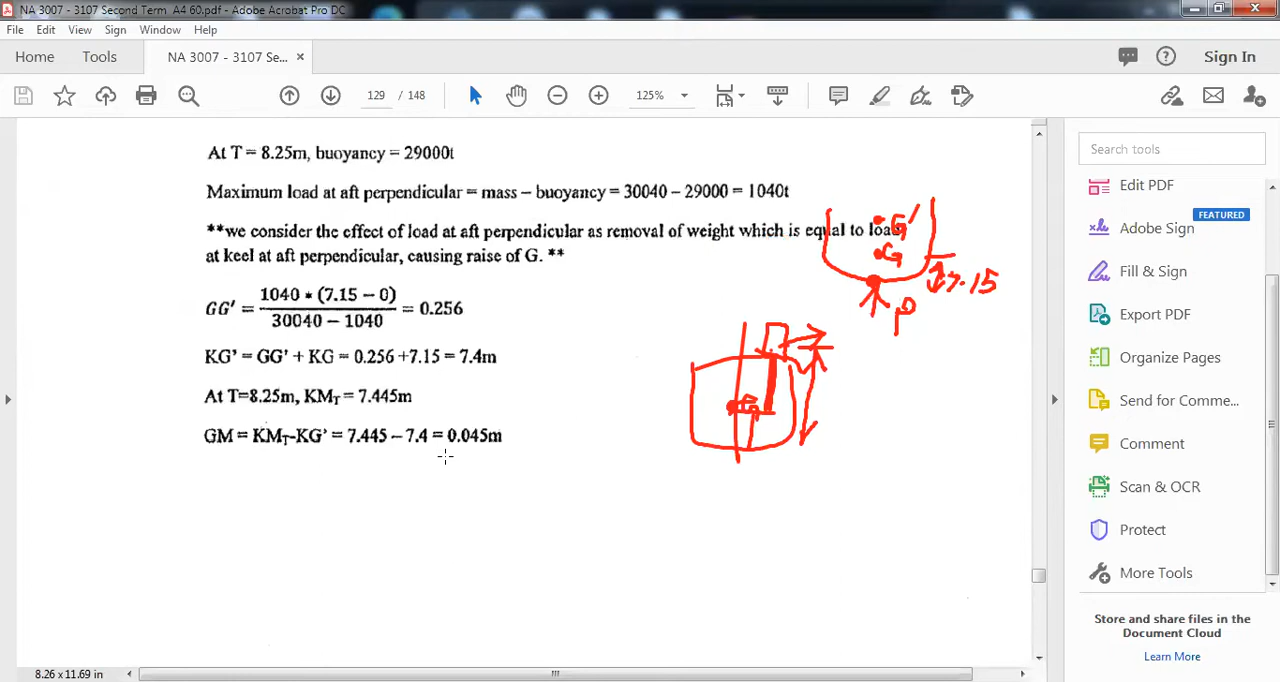 NA 3007 - 3107 Second Term A4 60.pdf - Adobe Acrobat Pro DC
File Edit View Sign Window Help
Home Tools NA 3007 - 3107 Se... × Sign In
129 / 148 125%
At T = 8.25m, buoyancy = 29000t
Maximum load at aft perpendicular = mass – buoyancy = 30040 – 29000 = 1040t
**we consider the effect of load at aft perpendicular as removal of weight which is equal to load
at keel at aft perpendicular, causing raise of G. **
GG' = 1040 * (7.15 – 0) / 30040 – 1040 = 0.256
KG' = GG' + KG = 0.256 +7.15 = 7.4m
At T=8.25m, KMT = 7.445m
GM = KMT-KG' = 7.445 – 7.4 = 0.045m
G'
G
7.15
P
G
8.26 x 11.69 in
Search tools
Edit PDF
Adobe Sign FEATURED
Fill & Sign
Export PDF
Organize Pages
Send for Comme...
Comment
Scan & OCR
Protect
More Tools
Store and share files in the
Document Cloud
Learn More